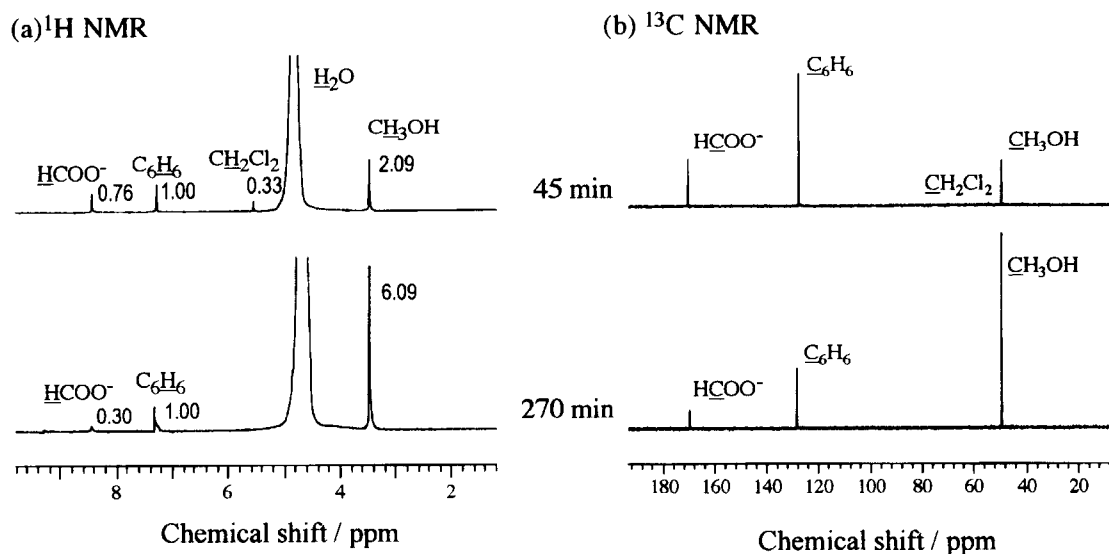 (a)¹H NMR
H₂O
CH₃OH
2.09
CH₂Cl₂
0.33
C₆H₆
1.00
HCOO⁻
0.76
6.09
C₆H₆
1.00
HCOO⁻
0.30
8 6 4 2
Chemical shift / ppm
45 min
270 min
(b) ¹³C NMR
C₆H₆
HCOO⁻
CH₃OH
CH₂Cl₂
CH₃OH
C₆H₆
HCOO⁻
180 160 140 120 100 80 60 40 20
Chemical shift / ppm